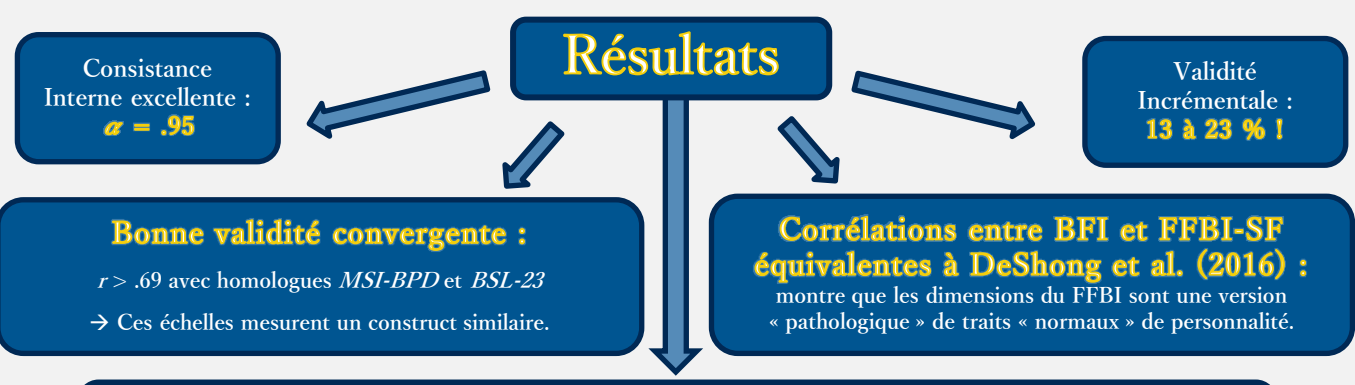 Résultats
Consistance
Interne excellente :
α = .95
Validité
Incrémentale :
13 à 23 % !
Bonne validité convergente :
r > .69 avec homologues MSI-BPD et BSL-23
→ Ces échelles mesurent un construct similaire.
Corrélations entre BFI et FFBI-SF
équivalentes à DeShong et al. (2016) :
montre que les dimensions du FFBI sont une version
« pathologique » de traits « normaux » de personnalité.